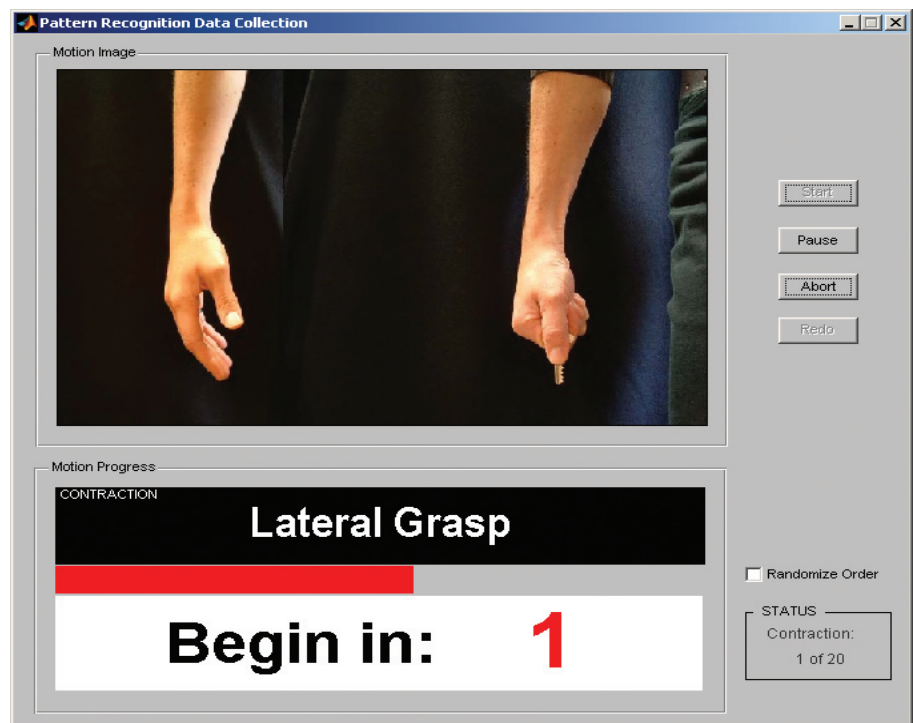 Pattern Recognition Data Collection
Motion Image
Start
Pause
Abort
Redo
Motion Progress
CONTRACTION
Lateral Grasp
Begin in: 1
Randomize Order
STATUS
Contraction:
1 of 20